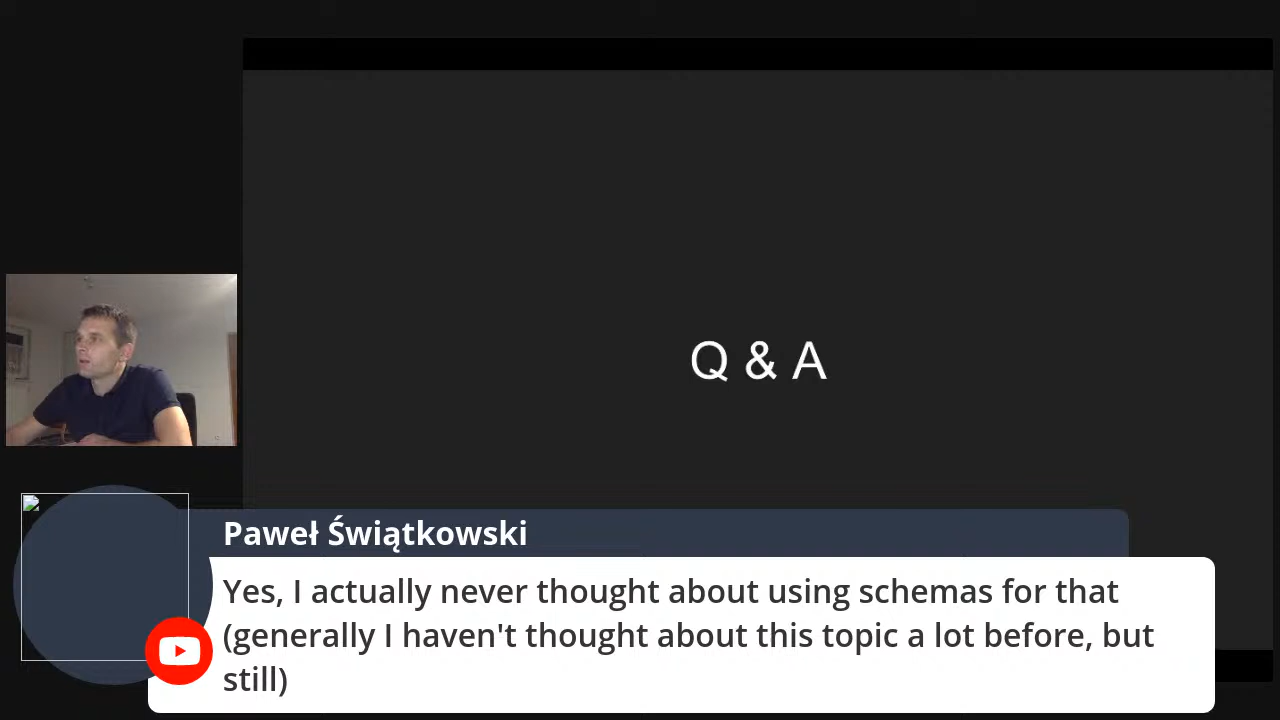 Q & A
Paweł Świątkowski
Yes, I actually never thought about using schemas for that
(generally I haven't thought about this topic a lot before, but
still)